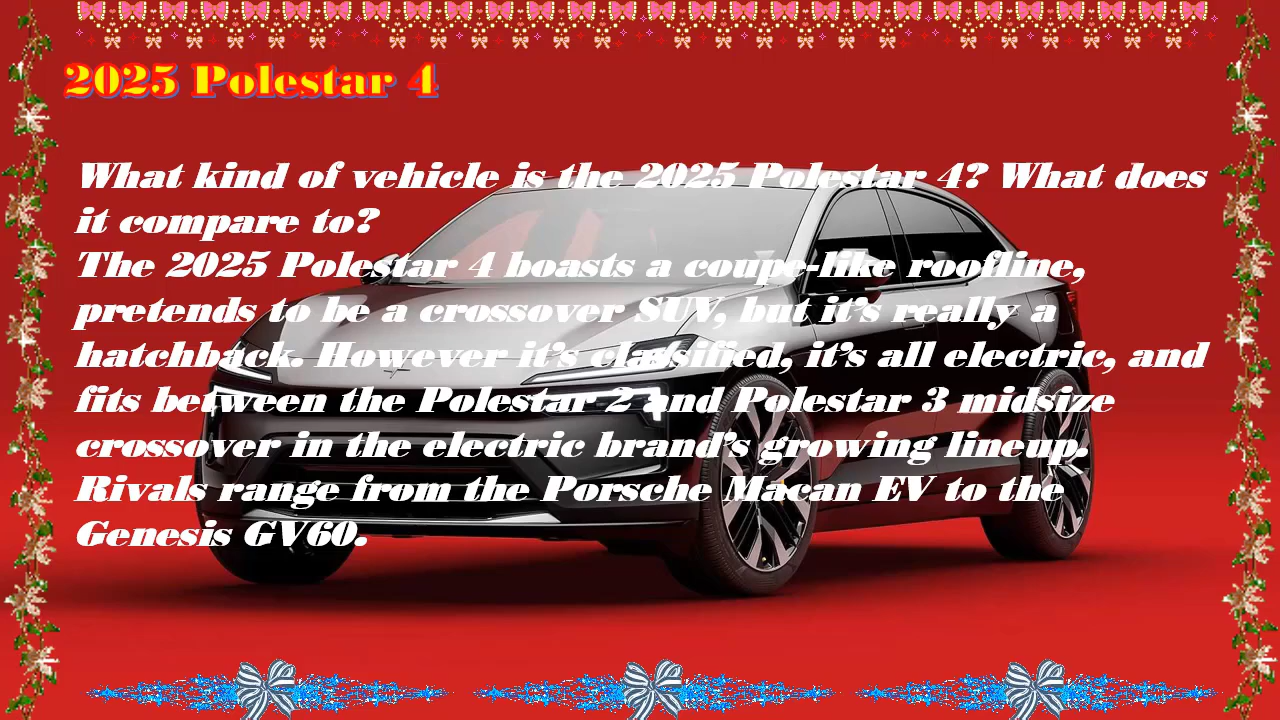 2025 Polestar 4
What kind of vehicle is the 2025 Polestar 4? What does
it compare to?
The 2025 Polestar 4 boasts a coupe-like roofline,
pretends to be a crossover SUV, but it’s really a
hatchback. However it’s classified, it’s all electric, and
fits between the Polestar 2 and Polestar 3 midsize
crossover in the electric brand’s growing lineup.
Rivals range from the Porsche Macan EV to the
Genesis GV60.